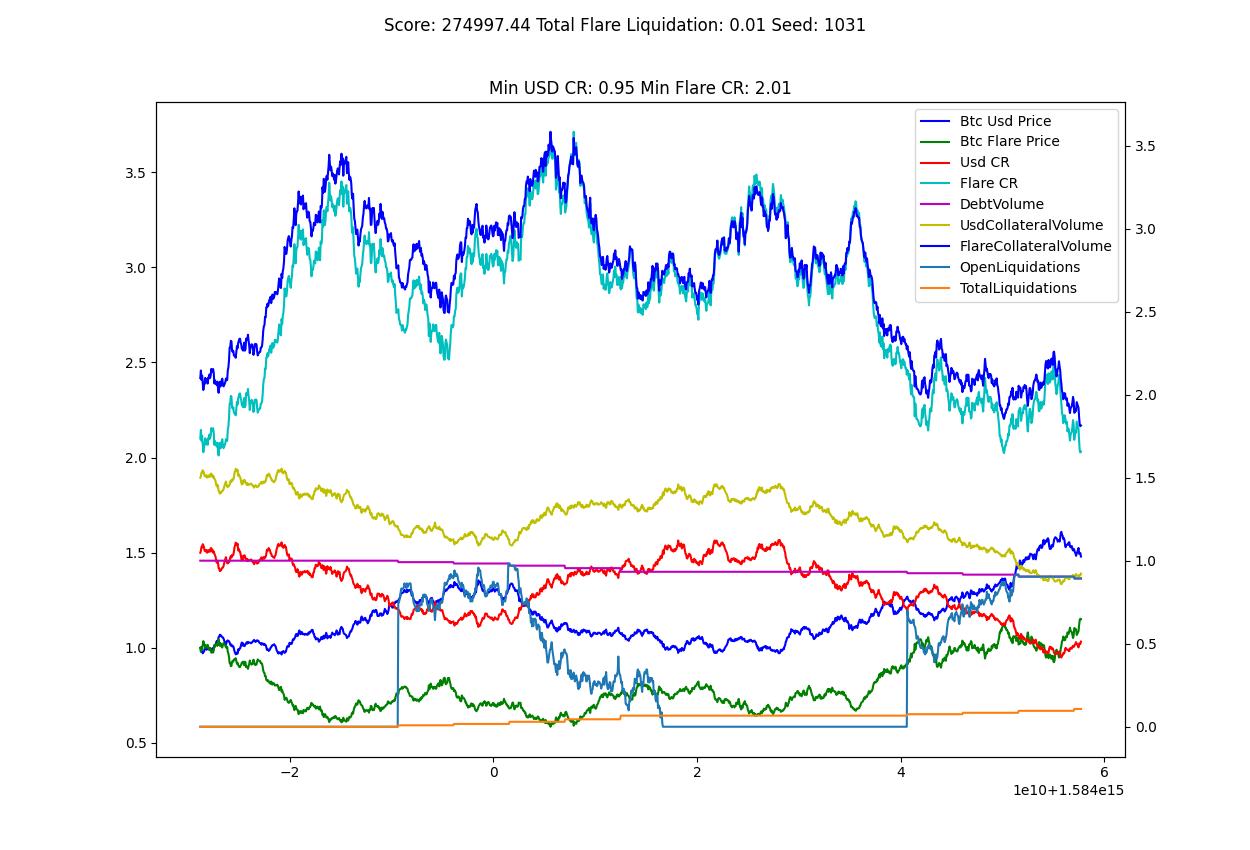 Score: 274997.44 Total Flare Liquidation: 0.01 Seed: 1031
Min USD CR: 0.95 Min Flare CR: 2.01
Btc Usd Price
Btc Flare Price
Usd CR
Flare CR
DebtVolume
UsdCollateralVolume
FlareCollateralVolume
OpenLiquidations
TotalLiquidations
3.5
3.0
2.5
2.0
1.5
1.0
0.5
3.5
3.0
2.5
2.0
1.5
1.0
0.5
0.0
−2
0
2
4
6
1e10+1.584e15